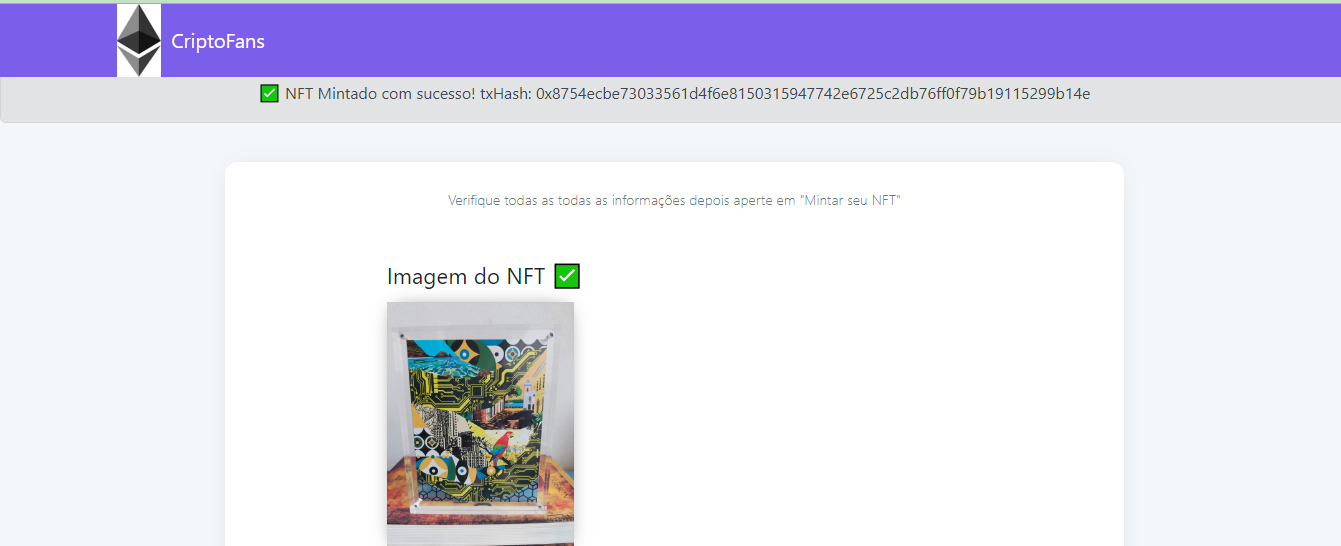 CriptoFans
✅ NFT Mintado com sucesso! txHash: 0x8754ecbe73033561d4f6e8150315947742e6725c2db76ff0f79b19115299b14e
Verifique todas as todas as informações depois aperte em "Mintar seu NFT"
Imagem do NFT ✅